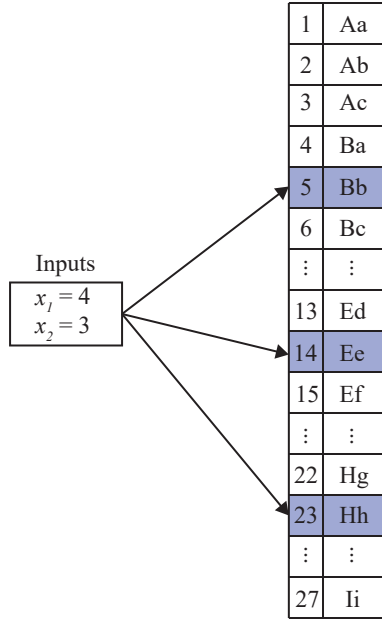 1 Aa
2 Ab
3 Ac
4 Ba
5 Bb
6 Bc
⋮ ⋮
13 Ed
14 Ee
15 Ef
⋮ ⋮
22 Hg
23 Hh
⋮ ⋮
27 Ii
Inputs
x₁ = 4
x₂ = 3